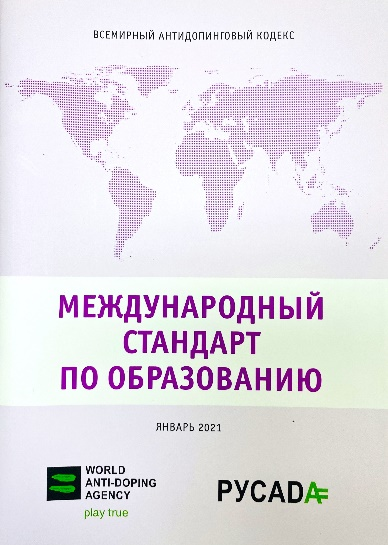 ВСЕМИРНЫЙ АНТИДОПИНГОВЫЙ КОДЕКС
МЕЖДУНАРОДНЫЙ
СТАНДАРТ
ПО ОБРАЗОВАНИЮ
ЯНВАРЬ 2021
WORLD
ANTI-DOPING
AGENCY
play true
РУСАДА